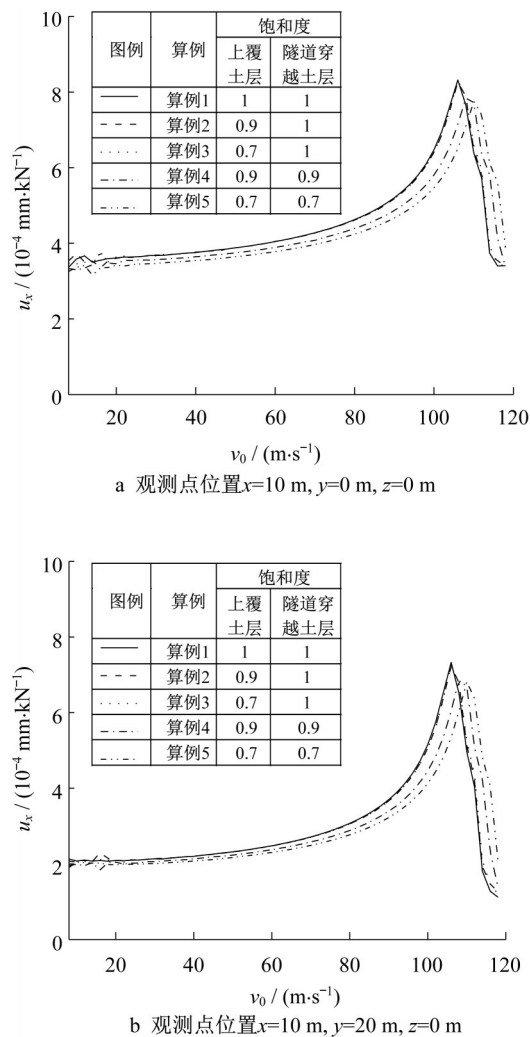 10
8
6
4
2
0
u_x / (10⁻⁴ mm·kN⁻¹)
图例 算例 饱和度
上覆土层 隧道穿越土层
算例1 1 1
算例2 0.9 1
算例3 0.7 1
算例4 0.9 0.9
算例5 0.7 0.7
20 40 60 80 100 120
v₀ / (m·s⁻¹)
a 观测点位置x=10 m, y=0 m, z=0 m
10
8
6
4
2
0
u_x / (10⁻⁴ mm·kN⁻¹)
图例 算例 饱和度
上覆土层 隧道穿越土层
算例1 1 1
算例2 0.9 1
算例3 0.7 1
算例4 0.9 0.9
算例5 0.7 0.7
20 40 60 80 100 120
v₀ / (m·s⁻¹)
b 观测点位置x=10 m, y=20 m, z=0 m